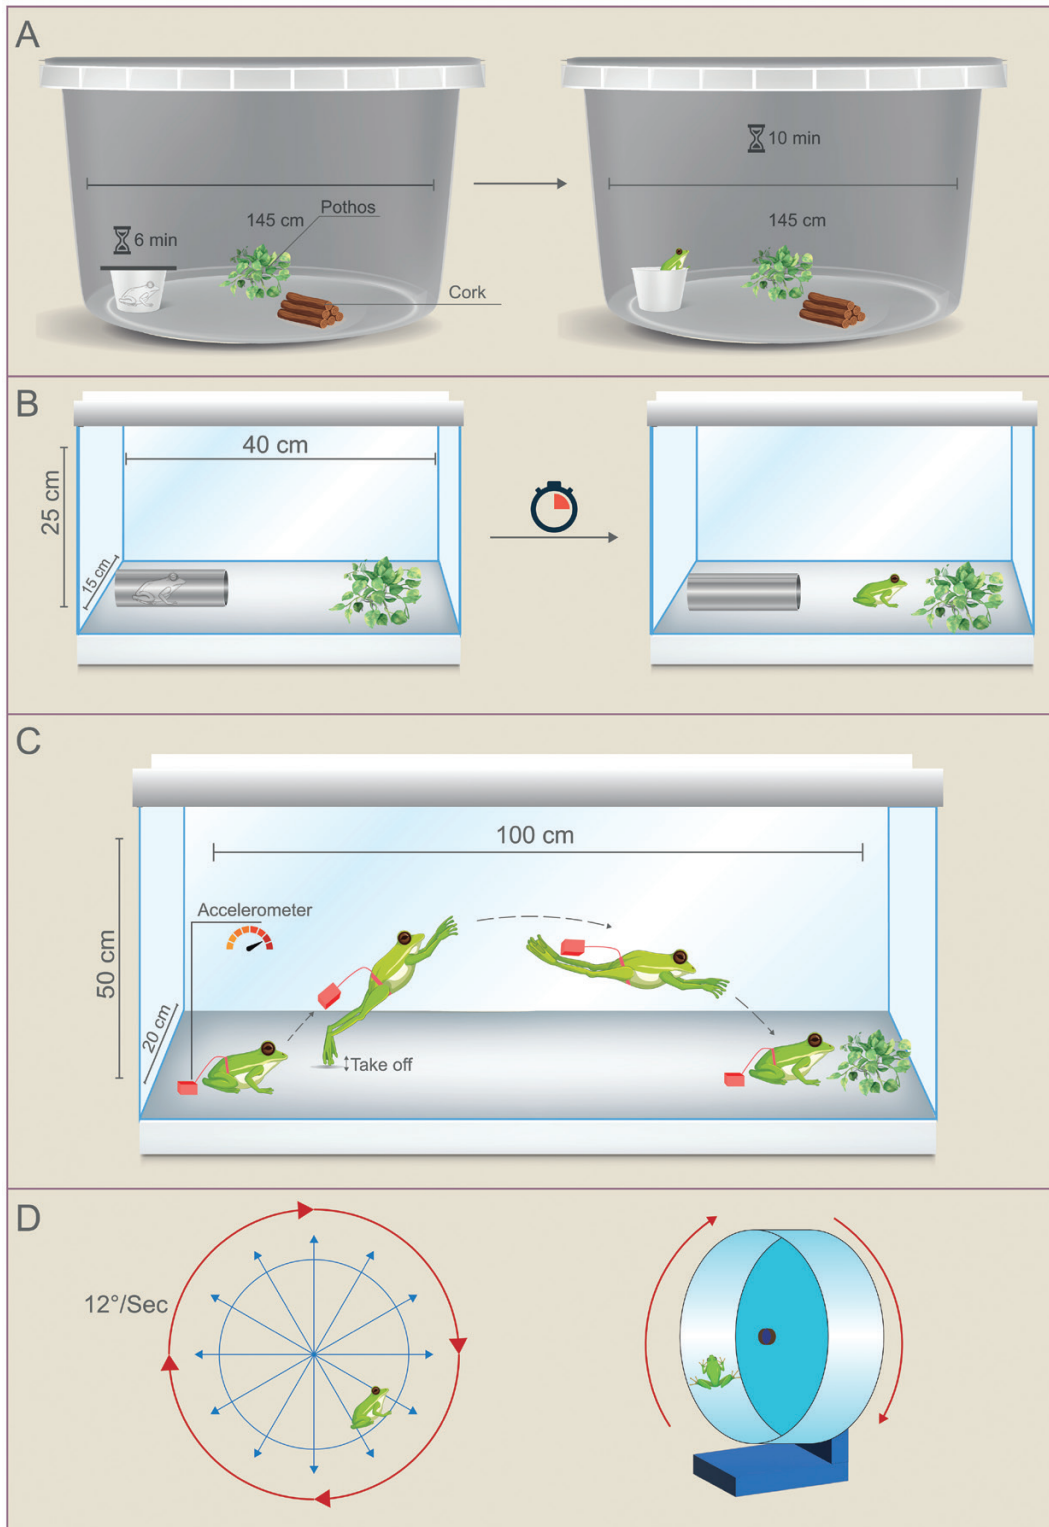 A
10 min
145 cm
Pothos
6 min
Cork
145 cm
B
40 cm
25 cm
15 cm
C
100 cm
Accelerometer
50 cm
20 cm
Take off
D
12°/Sec